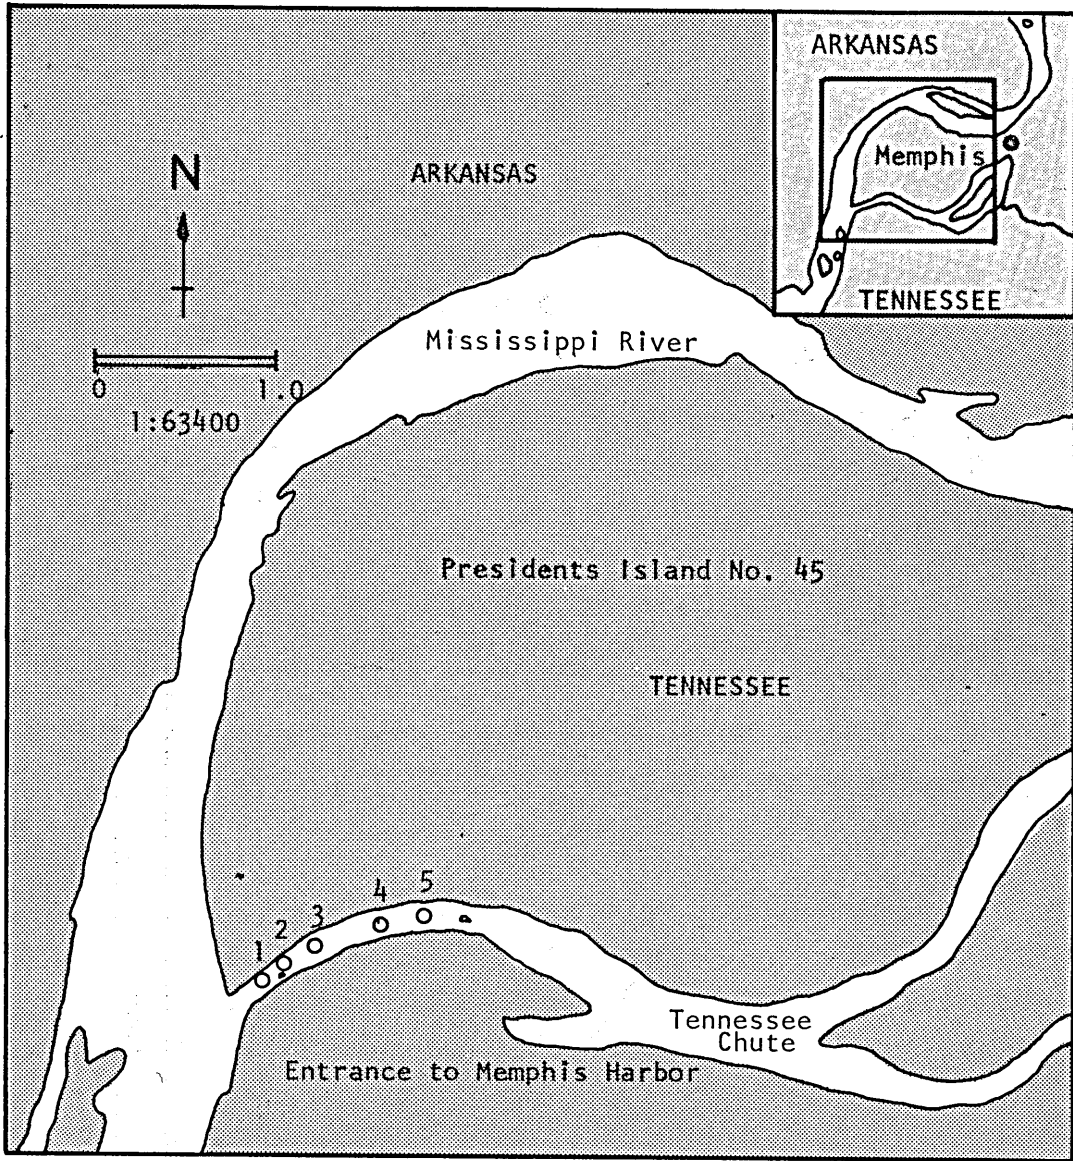 ARKANSAS
Memphis
TENNESSEE
N
ARKANSAS
Mississippi River
0 1.0
1:63400
Presidents Island No. 45
TENNESSEE
1 2 3 4 5
Tennessee
Chute
Entrance to Memphis Harbor